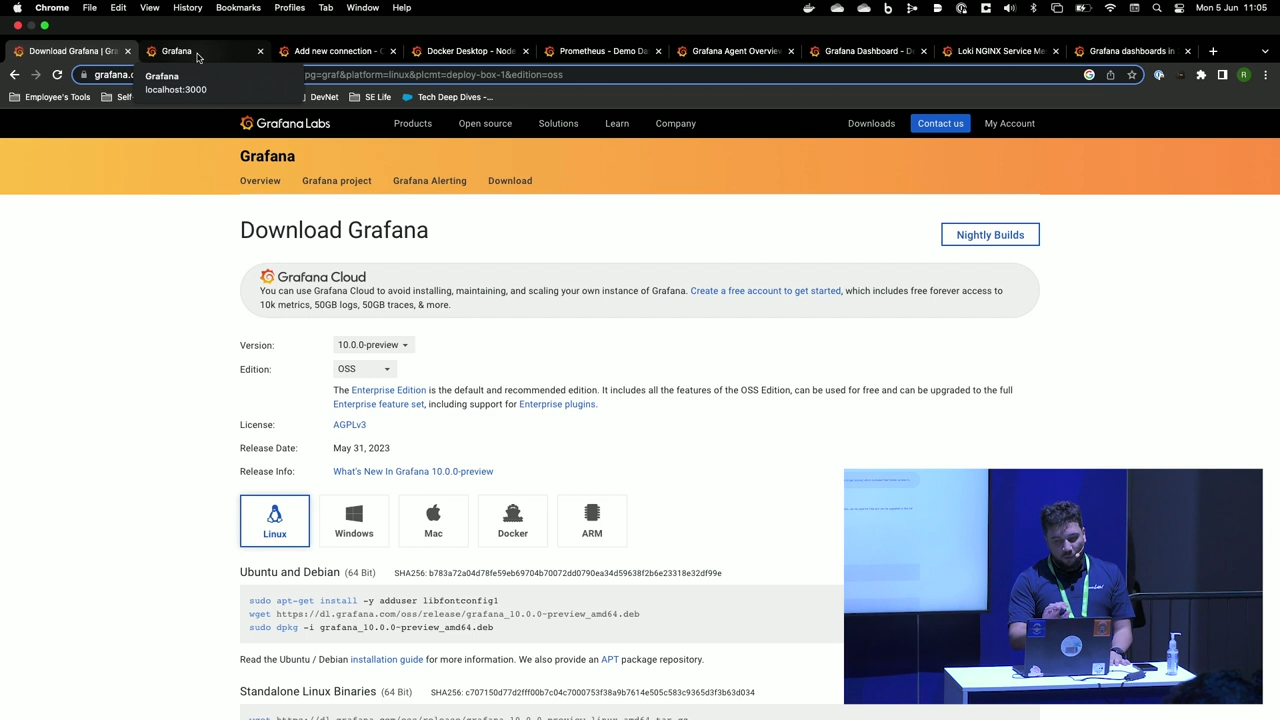 Chrome File Edit View History Bookmarks Profiles Tab Window Help Mon 5 Jun 11:05
Download Grafana | Gra Grafana Add new connection - C Docker Desktop - Node Prometheus - Demo Da Grafana Agent Overview Grafana Dashboard - D Loki NGINX Service Me Grafana dashboards in
grafana.c pg=graf&platform=linux&plcmt=deploy-box-1&edition=oss R
Grafana
localhost:3000
Employee's Tools Self- DevNet SE Life Tech Deep Dives -...
Grafana Labs Products Open source Solutions Learn Company Downloads Contact us My Account
Grafana
Overview Grafana project Grafana Alerting Download
Download Grafana
Nightly Builds
Grafana Cloud
You can use Grafana Cloud to avoid installing, maintaining, and scaling your own instance of Grafana. Create a free account to get started, which includes free forever access to
10k metrics, 50GB logs, 50GB traces, & more.
Version: 10.0.0-preview
Edition: OSS
The Enterprise Edition is the default and recommended edition. It includes all the features of the OSS Edition, can be used for free and can be upgraded to the full
Enterprise feature set, including support for Enterprise plugins.
License: AGPLv3
Release Date: May 31, 2023
Release Info: What's New In Grafana 10.0.0-preview
Linux Windows Mac Docker ARM
Ubuntu and Debian (64 Bit) SHA256: b783a72a04d78fe59eb69704b70072dd0790ea34d59638f2b6e23318e32df99e
sudo apt-get install -y adduser libfontconfig1
wget https://dl.grafana.com/oss/release/grafana_10.0.0-preview_amd64.deb
sudo dpkg -i grafana_10.0.0-preview_amd64.deb
Read the Ubuntu / Debian installation guide for more information. We also provide an APT package repository.
Standalone Linux Binaries (64 Bit) SHA256: c707150d77d2fff00b7c04c7000753f38a9b7614e505c583c9365d3f3b63d034